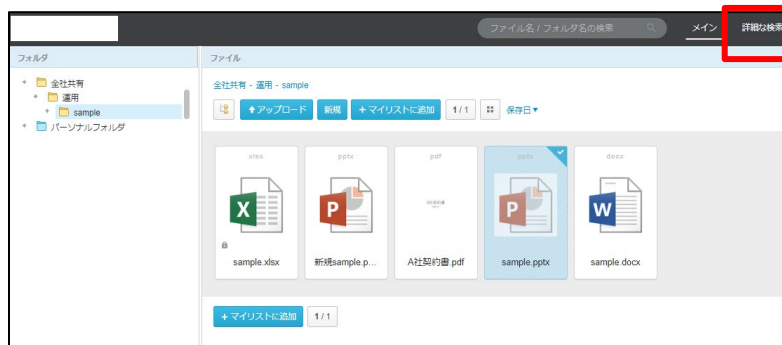 ファイル名 / フォルダ名の検索
メイン
詳細な検索
フォルダ
ファイル
全社共有
運用
sample
パーソナルフォルダ
全社共有 - 運用 - sample
アップロード
新規
+ マイリストに追加
1 / 1
保存日▼
xlsx
pptx
pdf
pptx
docx
X
P
P
W
sample.xlsx
新規sample.p...
A社契約書.pdf
sample.pptx
sample.docx
+ マイリストに追加
1 / 1